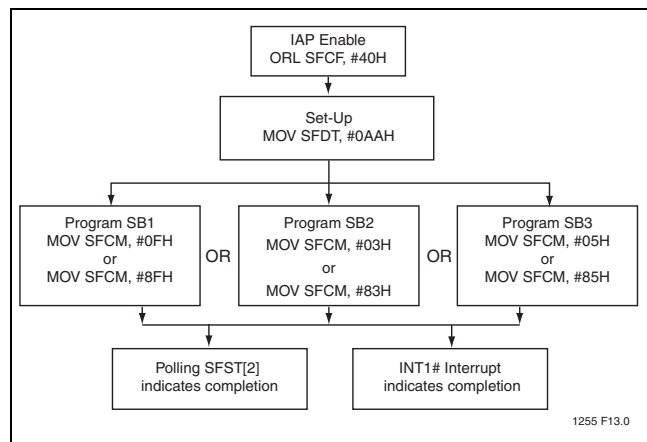 IAP Enable
ORL SFCF, #40H
Set-Up
MOV SFDT, #0AAH
Program SB1
MOV SFCM, #0FH
or
MOV SFCM, #8FH
OR
Program SB2
MOV SFCM, #03H
or
MOV SFCM, #83H
OR
Program SB3
MOV SFCM, #05H
or
MOV SFCM, #85H
Polling SFST[2]
indicates completion
INT1# Interrupt
indicates completion
1255 F13.0